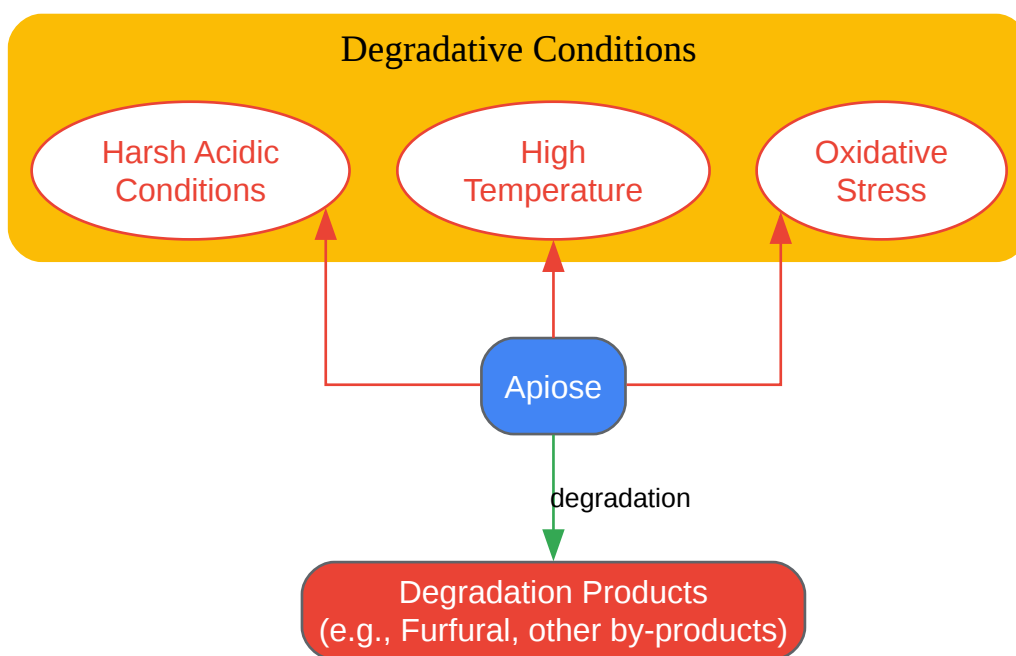 Degradative Conditions
Harsh Acidic
Conditions
High
Temperature
Oxidative
Stress
Apiose
degradation
Degradation Products
(e.g., Furfural, other by-products)